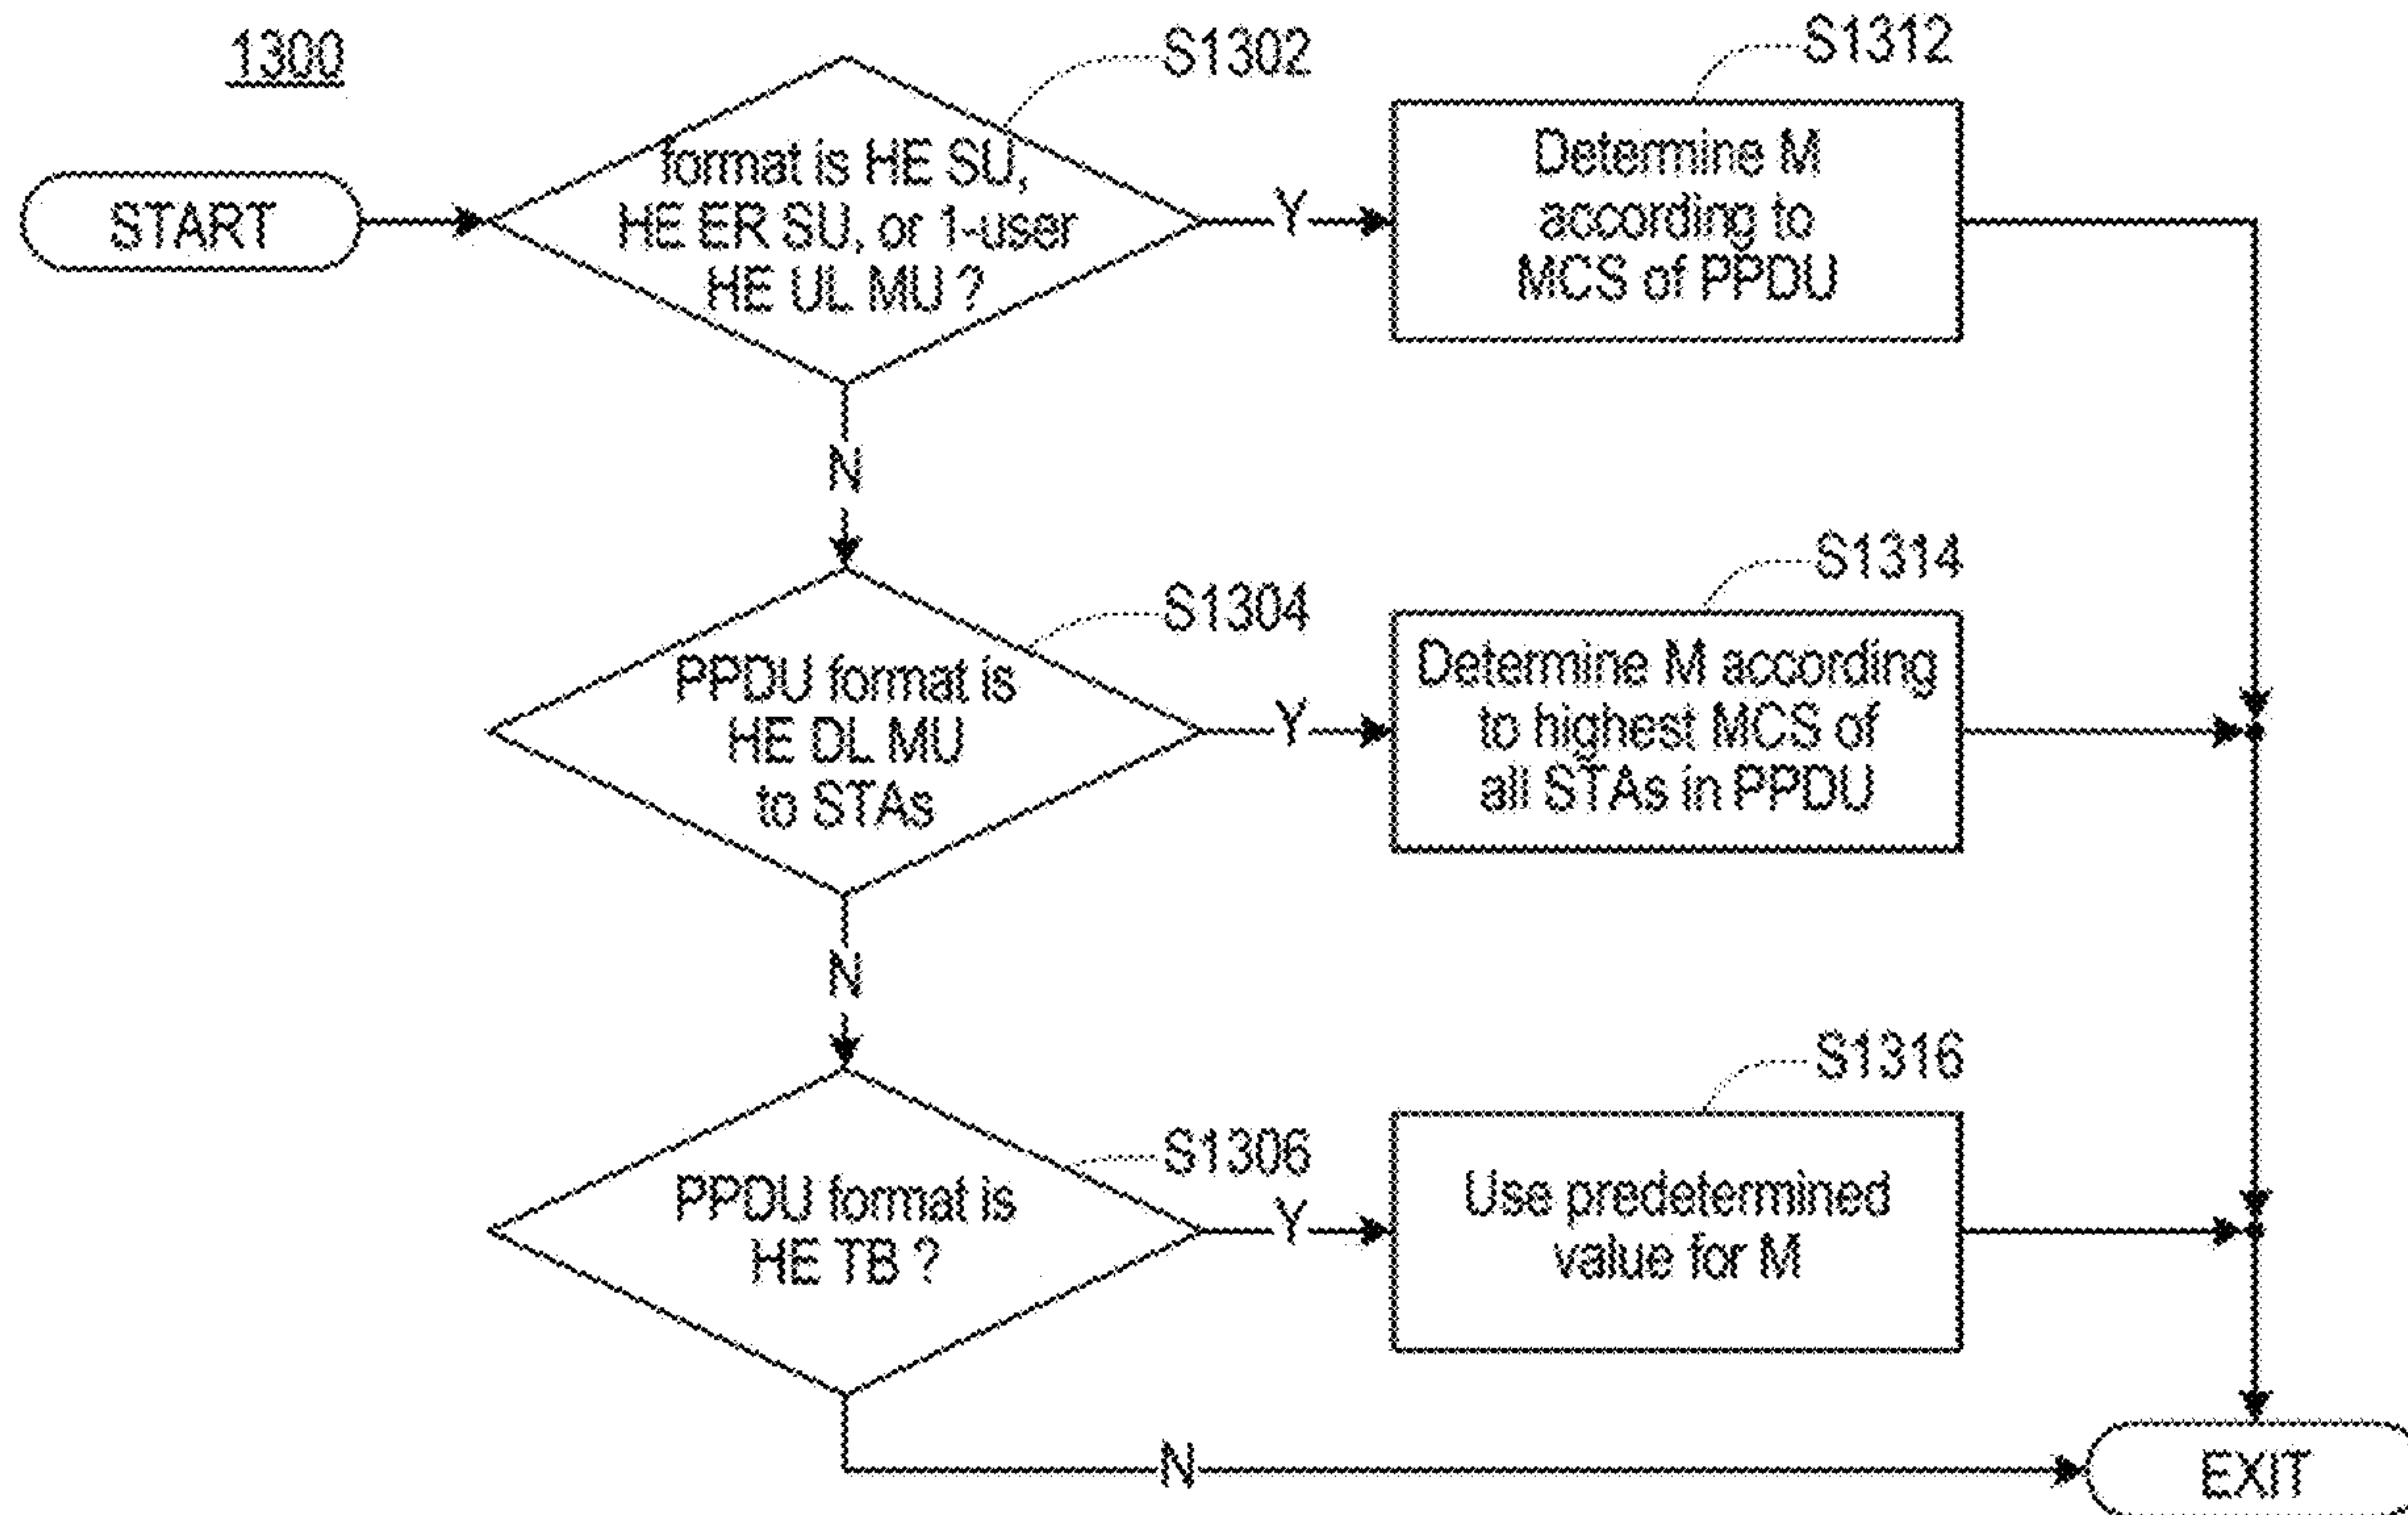 1300
S1302
S1312
START
format is HE SU,
HE ER SU, or 1-user
HE UL MU ?
Y
Determine M
according to
MCS of PPDU
N
S1304
S1314
PPDU format is
HE DL MU
to STAs
Y
Determine M according
to highest MCS of
all STAs in PPDU
N
S1306
S1316
PPDU format is
HE TB ?
Y
Use predetermined
value for M
N
EXIT